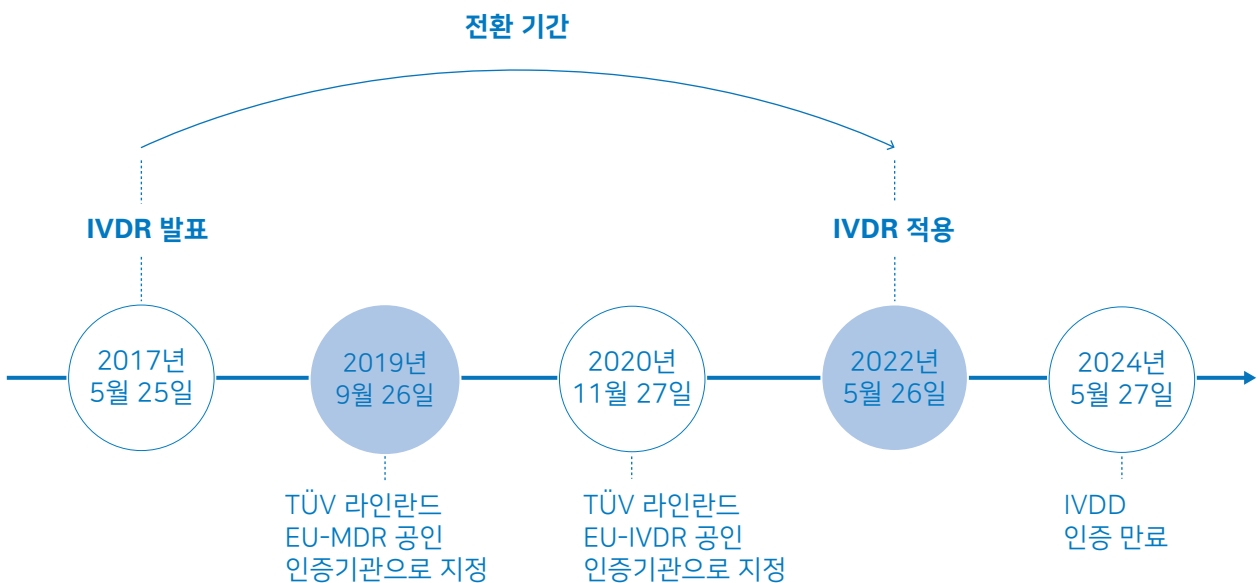 전환 기간
IVDR 발표
IVDR 적용
2017년
5월 25일
2019년
9월 26일
2020년
11월 27일
2022년
5월 26일
2024년
5월 27일
TÜV 라인란드
EU-MDR 공인
인증기관으로 지정
TÜV 라인란드
EU-IVDR 공인
인증기관으로 지정
IVDD
인증 만료